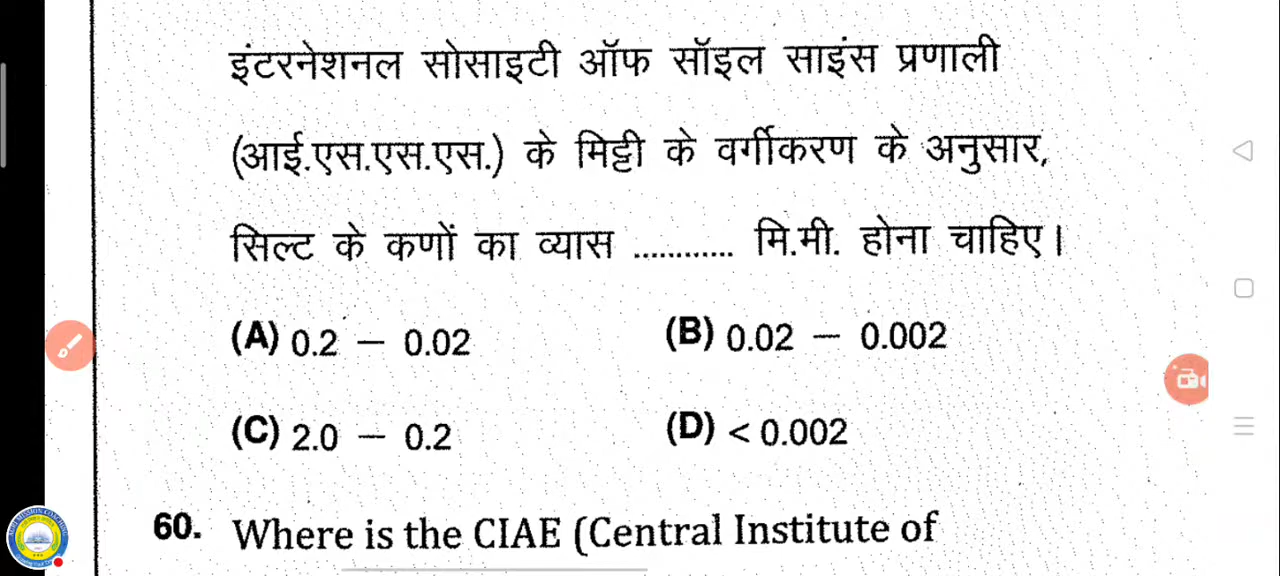 इंटरनेशनल सोसाइटी ऑफ सॉइल साइंस प्रणाली
(आई.एस.एस.एस.) के मिट्टी के वर्गीकरण के अनुसार,
सिल्ट के कणों का व्यास ............ मि.मी. होना चाहिए।
(A) 0.2 – 0.02 (B) 0.02 – 0.002
(C) 2.0 – 0.2 (D) < 0.002
60. Where is the CIAE (Central Institute of